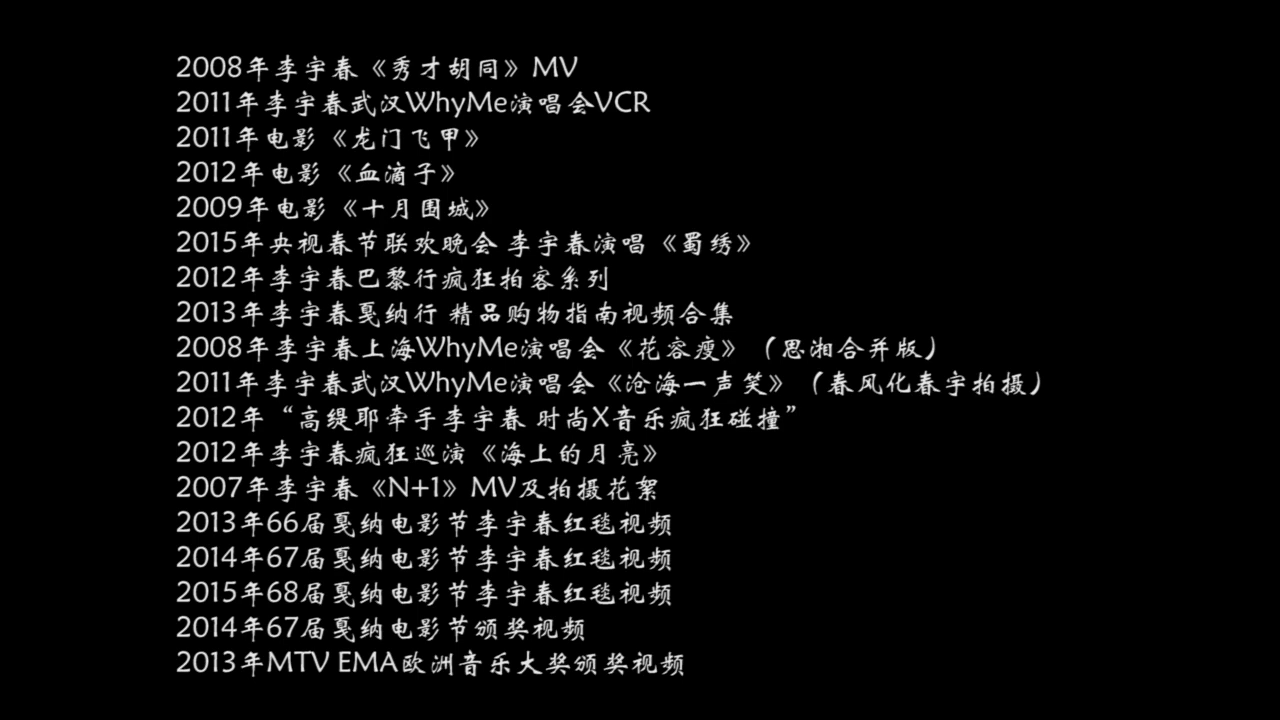 2008年李宇春《秀才胡同》MV
2011年李宇春武汉WhyMe演唱会VCR
2011年电影《龙门飞甲》
2012年电影《血滴子》
2009年电影《十月围城》
2015年央视春节联欢晚会 李宇春演唱《蜀绣》
2012年李宇春巴黎行疯狂拍客系列
2013年李宇春戛纳行 精品购物指南视频合集
2008年李宇春上海WhyMe演唱会《花容瘦》（思湘合并版）
2011年李宇春武汉WhyMe演唱会《沧海一声笑》（春风化春宇拍摄）
2012年“高缇耶牵手李宇春 时尚X音乐疯狂碰撞”
2012年李宇春疯狂巡演《海上的月亮》
2007年李宇春《N+1》MV及拍摄花絮
2013年66届戛纳电影节李宇春红毯视频
2014年67届戛纳电影节李宇春红毯视频
2015年68届戛纳电影节李宇春红毯视频
2014年67届戛纳电影节颁奖视频
2013年MTV EMA欧洲音乐大奖颁奖视频